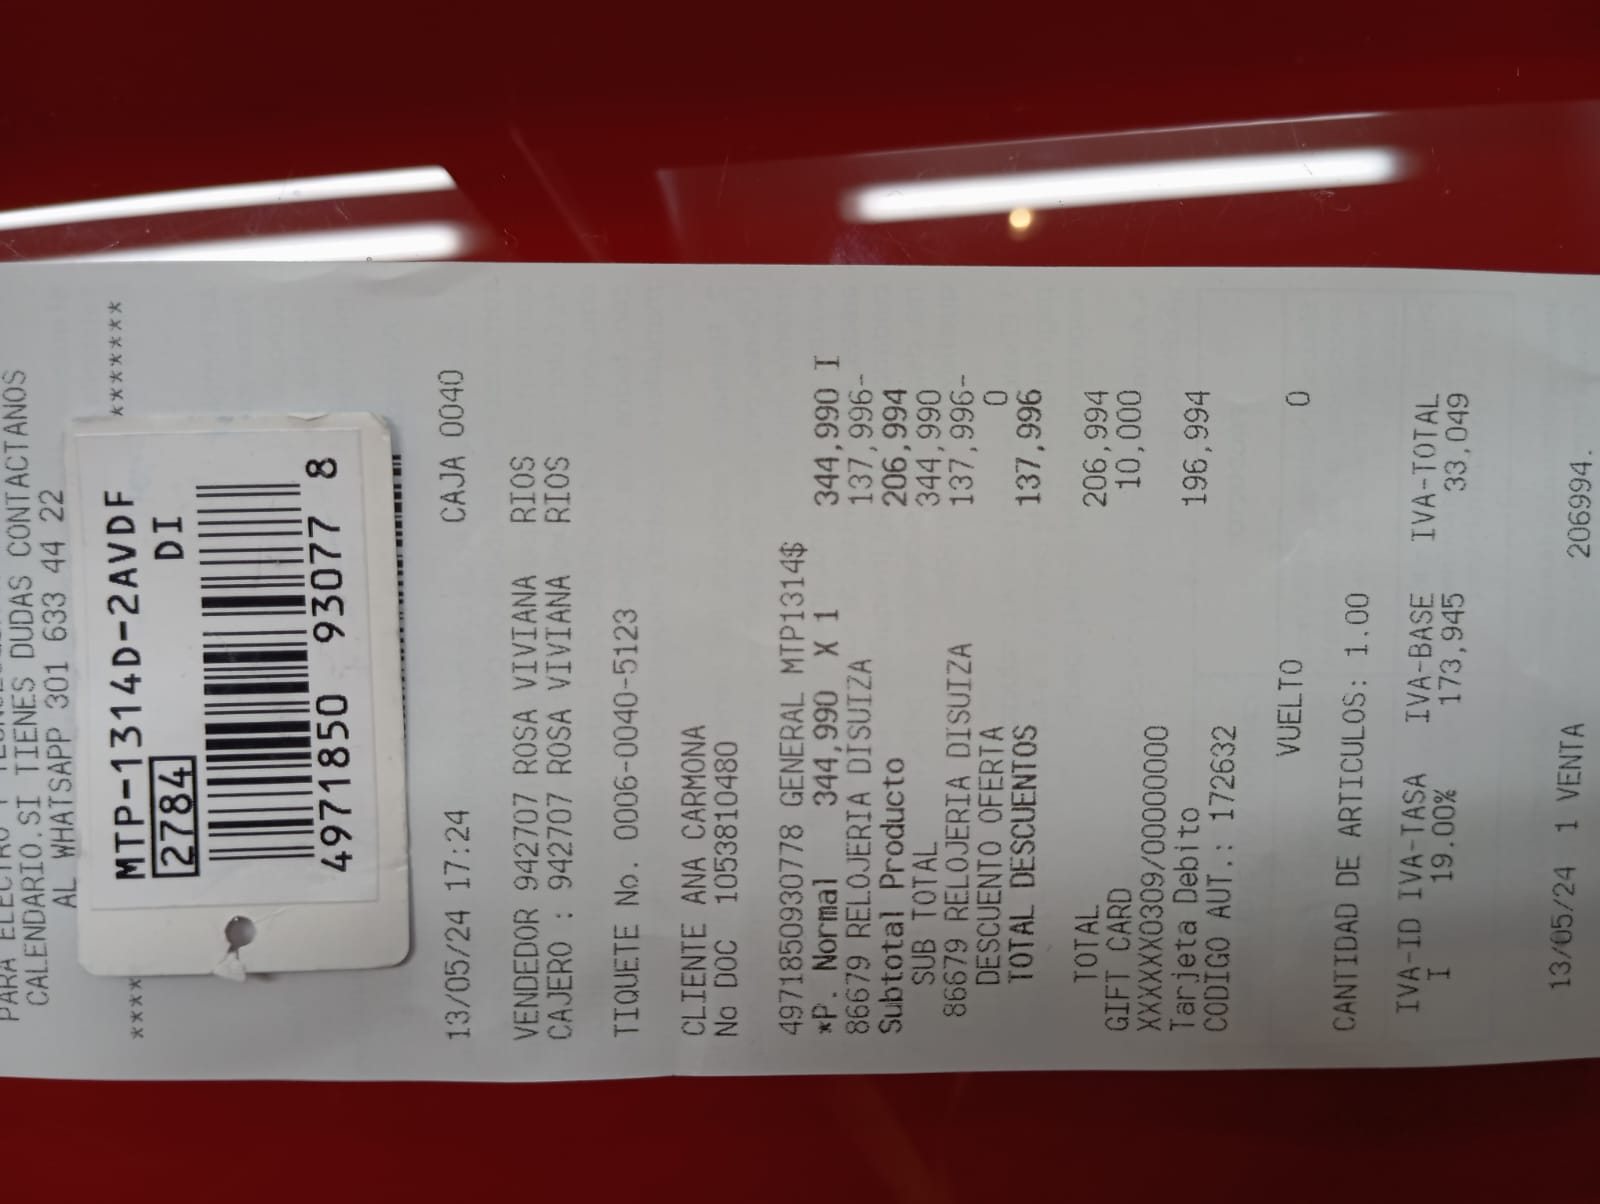 CALENDARIO.SI TIENES DUDAS CONTACTANOS
AL WHATSAPP 301 633 44 22
**** ********
MTP-1314D-2AVDF
2784 DI
4971850 93077 8
13/05/24 17:24 CAJA 0040
VENDEDOR 942707 ROSA VIVIANA RIOS
CAJERO : 942707 ROSA VIVIANA RIOS
TIQUETE No. 0006-0040-5123
CLIENTE ANA CARMONA
No DOC 1053810480
4971850930778 GENERAL MTP1314$
*P. Normal 344,990 X 1 344,990 I
86679 RELOJERIA DISUIZA 137,996-
Subtotal Producto 206,994
SUB TOTAL 344,990
86679 RELOJERIA DISUIZA 137,996-
DESCUENTO OFERTA 0
TOTAL DESCUENTOS 137,996
TOTAL 206,994
GIFT CARD 10,000
XXXXXX0309/00000000
Tarjeta Debito 196,994
CODIGO AUT.: 172632
VUELTO 0
CANTIDAD DE ARTICULOS: 1.00
IVA-ID IVA-TASA IVA-BASE IVA-TOTAL
I 19.00% 173,945 33,049
13/05/24 1 VENTA 206994.